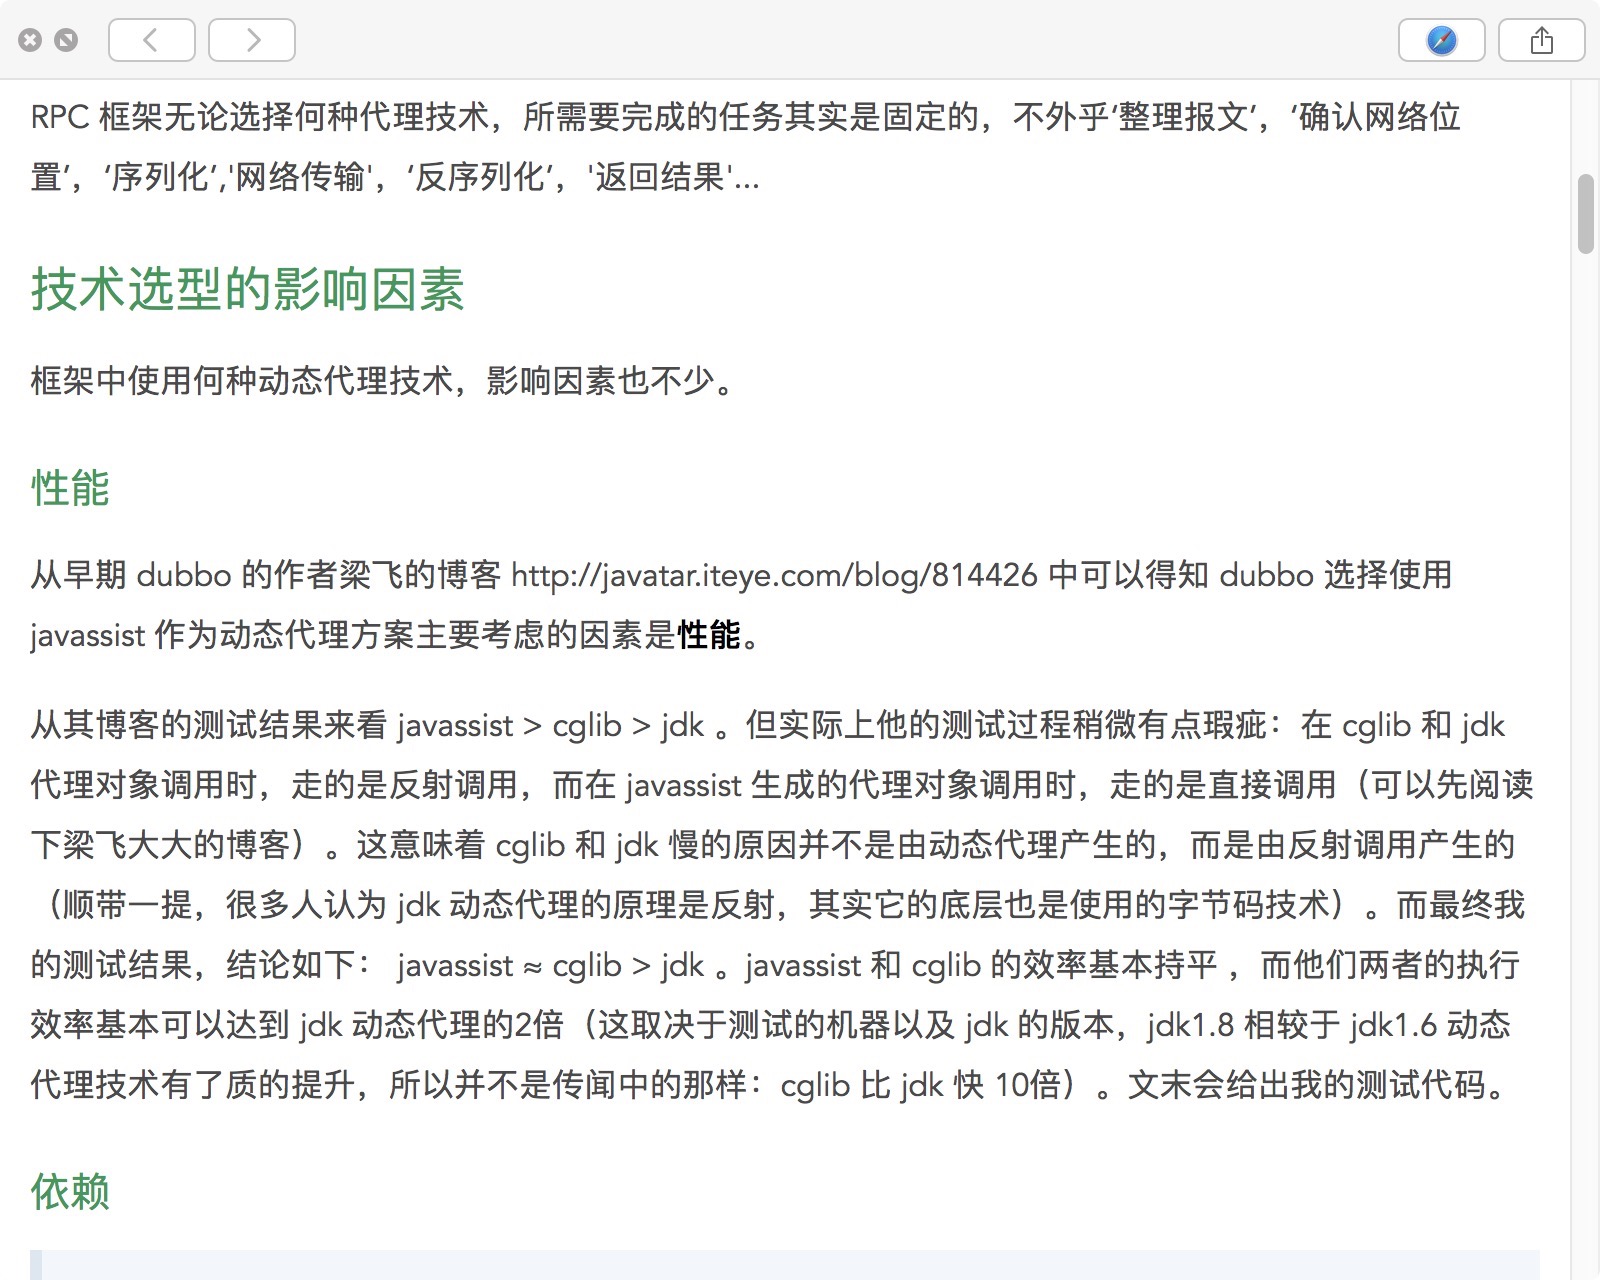 RPC 框架无论选择何种代理技术，所需要完成的任务其实是固定的，不外乎‘整理报文’，‘确认网络位
置’，‘序列化’,'网络传输'，‘反序列化’，'返回结果'...
技术选型的影响因素
框架中使用何种动态代理技术，影响因素也不少。
性能
从早期 dubbo 的作者梁飞的博客 http://javatar.iteye.com/blog/814426 中可以得知 dubbo 选择使用
javassist 作为动态代理方案主要考虑的因素是性能。
从其博客的测试结果来看 javassist > cglib > jdk 。但实际上他的测试过程稍微有点瑕疵：在 cglib 和 jdk
代理对象调用时，走的是反射调用，而在 javassist 生成的代理对象调用时，走的是直接调用（可以先阅读
下梁飞大大的博客）。这意味着 cglib 和 jdk 慢的原因并不是由动态代理产生的，而是由反射调用产生的
（顺带一提，很多人认为 jdk 动态代理的原理是反射，其实它的底层也是使用的字节码技术）。而最终我
的测试结果，结论如下： javassist ≈ cglib > jdk 。javassist 和 cglib 的效率基本持平 ，而他们两者的执行
效率基本可以达到 jdk 动态代理的2倍（这取决于测试的机器以及 jdk 的版本，jdk1.8 相较于 jdk1.6 动态
代理技术有了质的提升，所以并不是传闻中的那样：cglib 比 jdk 快 10倍）。文末会给出我的测试代码。
依赖